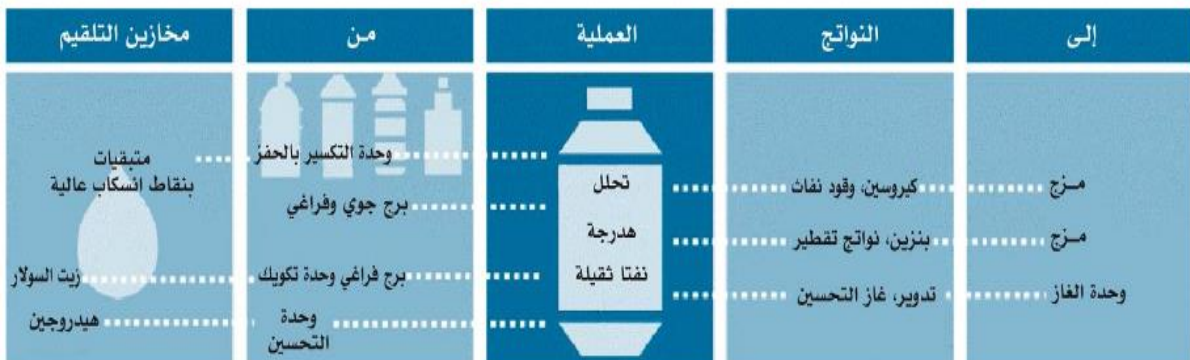 مخازين التلقيم
من
العملية
النواتج
إلى
متبقيات
بنقاط انسكاب عالية
زيت السولار
هيدروجين
وحدة التكسير بالحفز
برج جوي وفراغي
برج فراغي وحدة تكويك
وحدة
التحسين
تحلل
هدرجة
نفتا ثقيلة
كيروسين، وقود نفاث
بنزين، نواتج تقطير
تدوير، غاز التحسين
مـزج
مـزج
وحدة الغاز